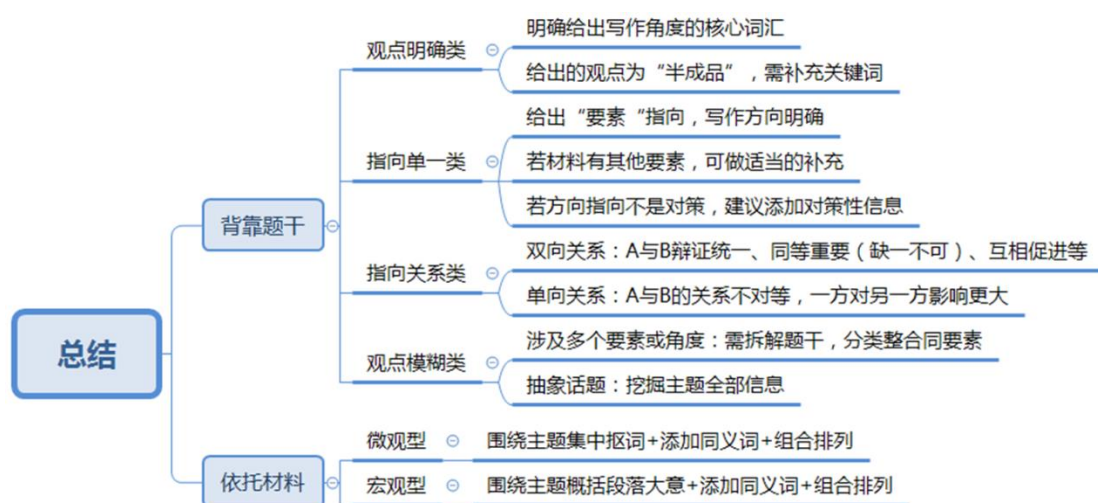 总结
背靠题干
观点明确类
明确给出写作角度的核心词汇
给出的观点为“半成品”，需补充关键词
指向单一类
给出“要素“指向，写作方向明确
若材料有其他要素，可做适当的补充
若方向指向不是对策，建议添加对策性信息
指向关系类
双向关系：A与B辩证统一、同等重要（缺一不可）、互相促进等
单向关系：A与B的关系不对等，一方对另一方影响更大
观点模糊类
涉及多个要素或角度：需拆解题干，分类整合同要素
抽象话题：挖掘主题全部信息
依托材料
微观型
围绕主题集中抠词+添加同义词+组合排列
宏观型
围绕主题概括段落大意+添加同义词+组合排列